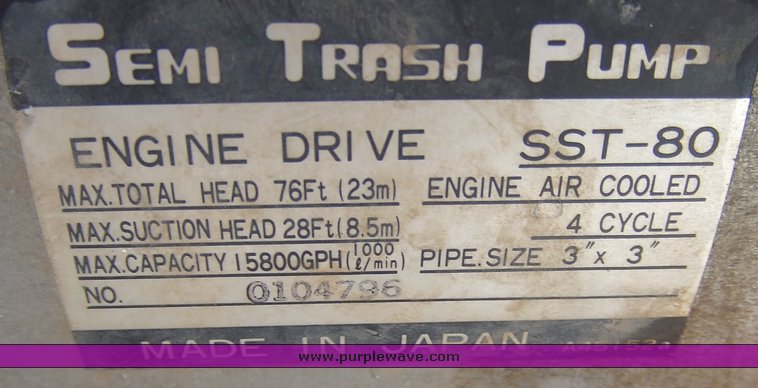 SEMI TRASH PUMP
ENGINE DRIVE SST-80
MAX.TOTAL HEAD 76Ft (23m) ENGINE AIR COOLED
MAX.SUCTION HEAD 28Ft(8.5m) 4 CYCLE
MAX.CAPACITY 15800GPH(1000 ℓ/min) PIPE.SIZE 3" x 3"
NO. 0104796
MADE IN JAPAN
www.purplewave.com